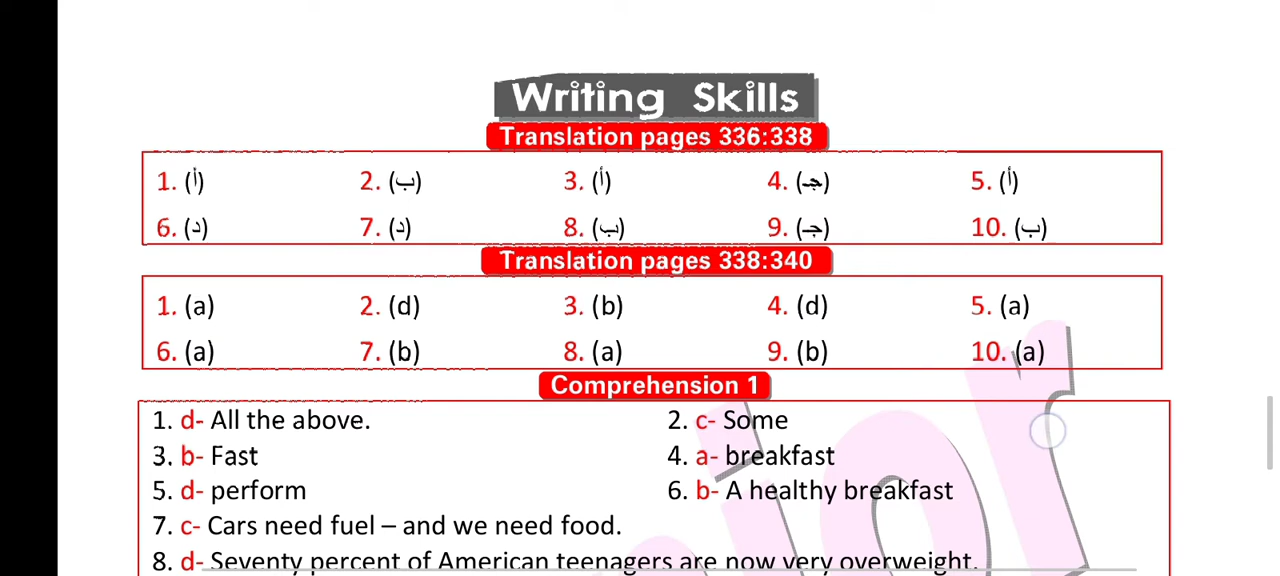 Writing Skills
Translation pages 336:338
1. (أ) 2. (ب) 3. (أ) 4. (جـ) 5. (أ)
6. (د) 7. (د) 8. (ب) 9. (جـ) 10. (ب)
Translation pages 338:340
1. (a) 2. (d) 3. (b) 4. (d) 5. (a)
6. (a) 7. (b) 8. (a) 9. (b) 10. (a)
Comprehension 1
1. d- All the above. 2. c- Some
3. b- Fast 4. a- breakfast
5. d- perform 6. b- A healthy breakfast
7. c- Cars need fuel – and we need food.
8. d- Seventy percent of American teenagers are now very overweight.